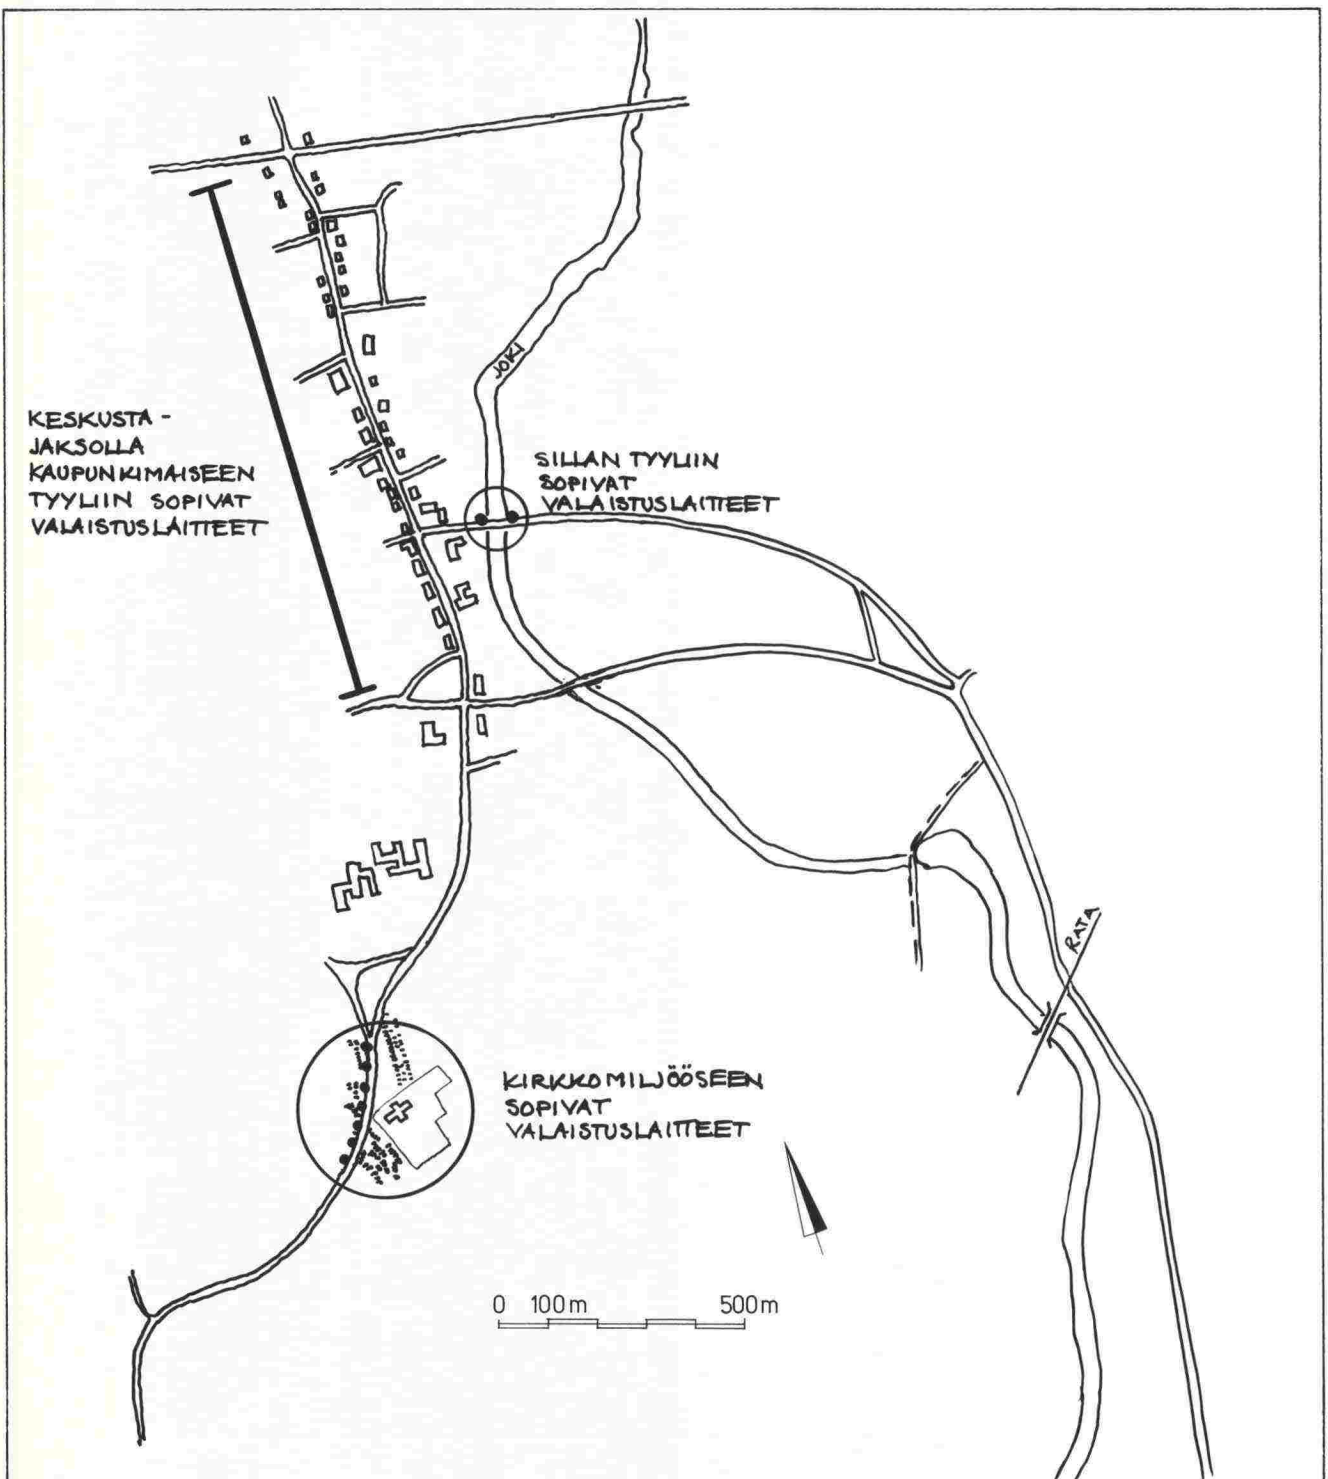 JOKI
KESKUSTA-
JAKSOLLA
KAUPUNKIMAISEEN
TYYLIIN SOPIVAT
VALAISTUSLAITTEET
SILLAN TYYLIIN
SOPIVAT
VALAISTUSLAITTEET
RATA
KIRKKOMILJÖÖSEEN
SOPIVAT
VALAISTUSLAITTEET
0 100m 500m